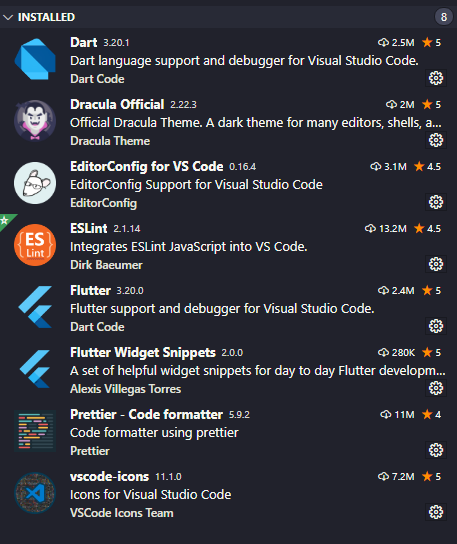 INSTALLED 8
Dart 3.20.1 2.5M 5
Dart language support and debugger for Visual Studio Code.
Dart Code
Dracula Official 2.22.3 2M 5
Official Dracula Theme. A dark theme for many editors, shells, a...
Dracula Theme
EditorConfig for VS Code 0.16.4 3.1M 4.5
EditorConfig Support for Visual Studio Code
EditorConfig
ES
Lint
ESLint 2.1.14 13.2M 4.5
Integrates ESLint JavaScript into VS Code.
Dirk Baeumer
Flutter 3.20.0 2.4M 5
Flutter support and debugger for Visual Studio Code.
Dart Code
Flutter Widget Snippets 2.0.0 280K 5
A set of helpful widget snippets for day to day Flutter developm...
Alexis Villegas Torres
Prettier - Code formatter 5.9.2 11M 4
Code formatter using prettier
Prettier
vscode-icons 11.1.0 7.2M 5
Icons for Visual Studio Code
VSCode Icons Team